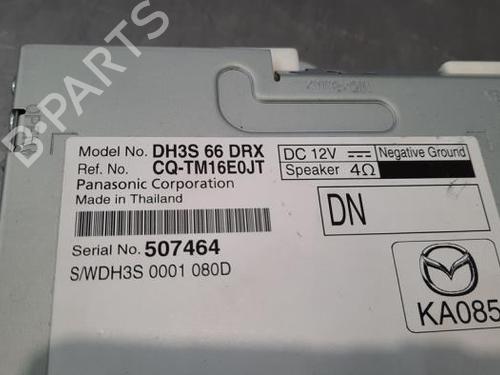 B-PARTS
Model No. DH3S 66 DRX
Ref. No. CQ-TM16E0JT
Panasonic Corporation
Made in Thailand
Serial No. 507464
S/WDH3S 0001 080D
DC 12V Negative Ground
Speaker 4Ω
DN
KA085